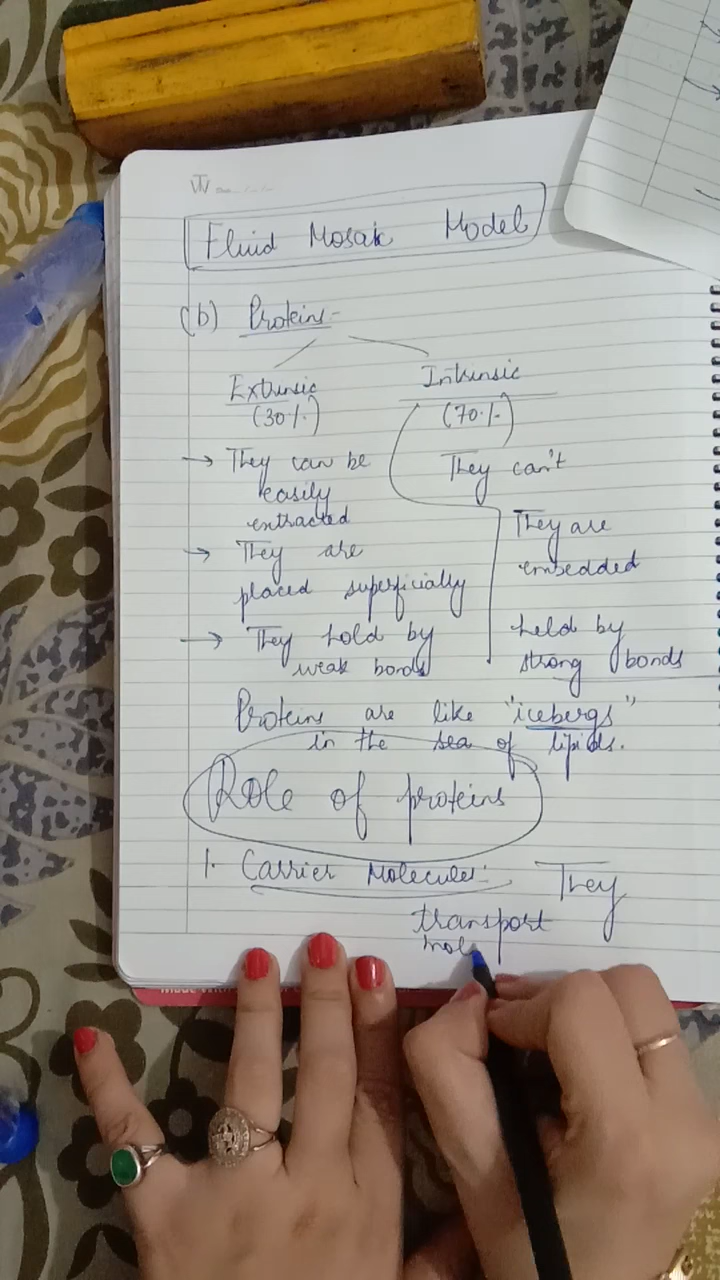 Fluid Mosaic Model
(b) Proteins-
Extrinsic Intrinsic
(30%) (70%)
→ They can be They can't
easily
extracted They are
→ They are embedded
placed superficially
→ They hold by held by
weak bonds strong bonds
Proteins are like "icebergs"
in the sea of lipids.
Role of proteins
1. Carrier Molecules: They
transport
mol